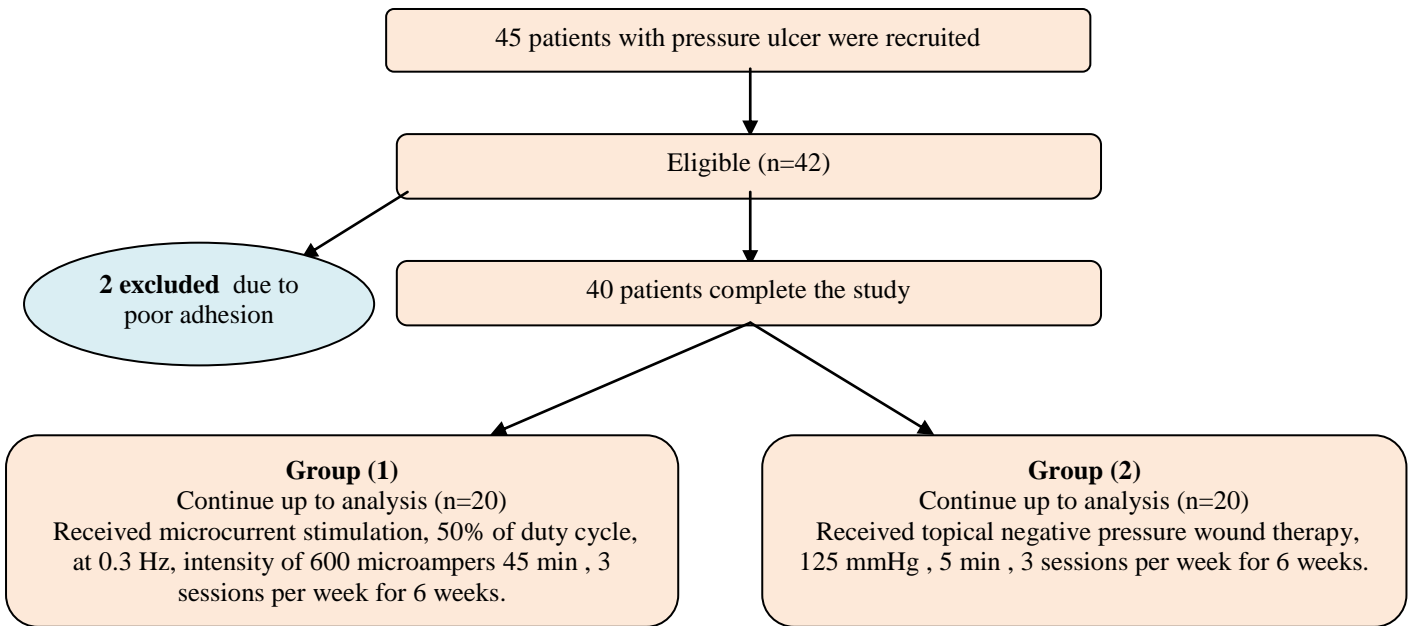 45 patients with pressure ulcer were recruited
Eligible (n=42)
2 excluded due to
poor adhesion
40 patients complete the study
Group (1)
Continue up to analysis (n=20)
Received microcurrent stimulation, 50% of duty cycle,
at 0.3 Hz, intensity of 600 microampers 45 min , 3
sessions per week for 6 weeks.
Group (2)
Continue up to analysis (n=20)
Received topical negative pressure wound therapy,
125 mmHg , 5 min , 3 sessions per week for 6 weeks.